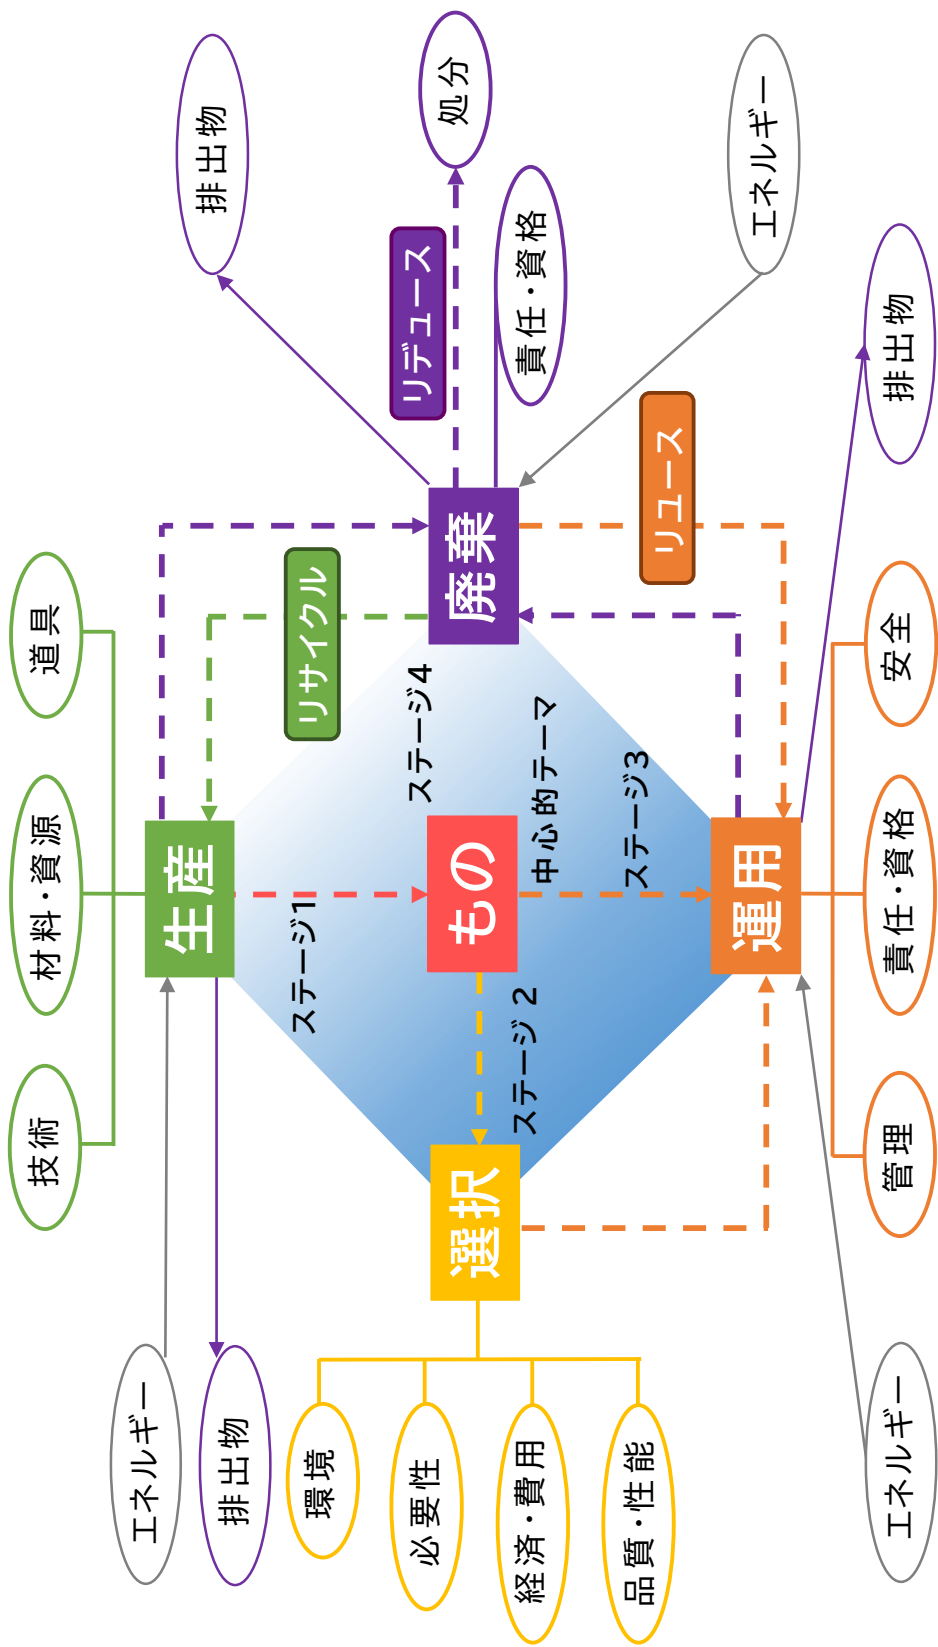 技術
材料・資源
道具
エネルギー
生産
排出物
排出物
ステージ1
リサイクル
環境
リデュース
ステージ4
必要性
処分
選択
もの
廃棄
経済・費用
ステージ２
責任・資格
中心的テーマ
品質・性能
ステージ3
リユース
運用
エネルギー
エネルギー
管理
責任・資格
安全
排出物